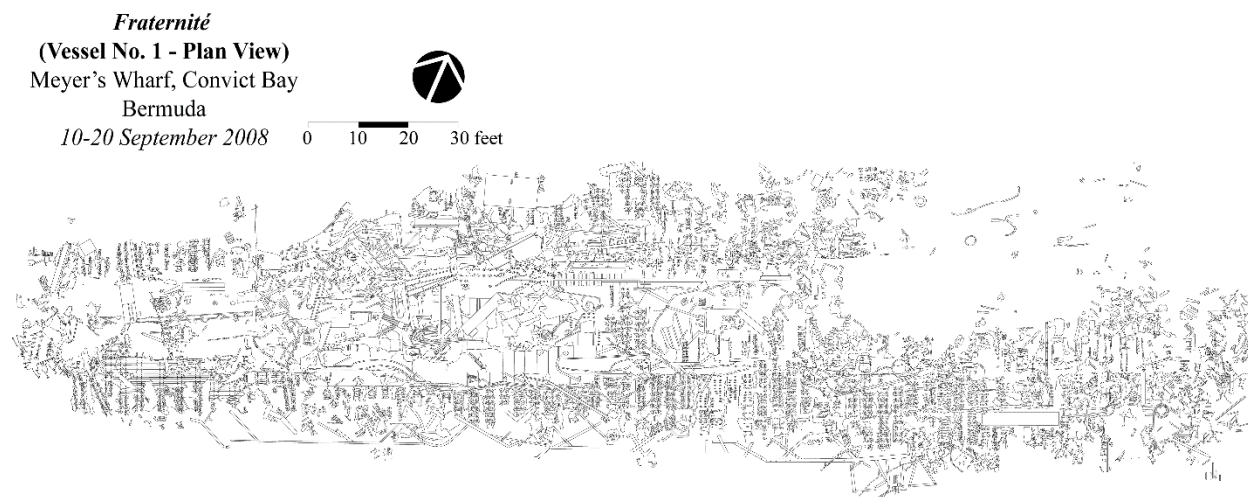 Fraternité
(Vessel No. 1 - Plan View)
Meyer's Wharf, Convict Bay
Bermuda
10-20 September 2008
0 10 20 30 feet